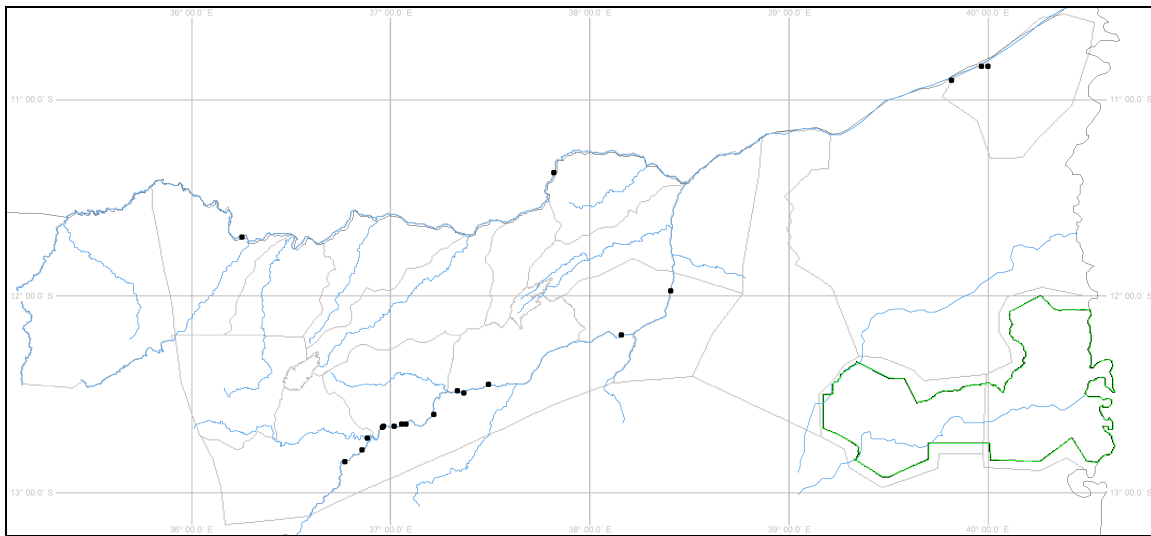 36° 00.0' E 37° 00.0' E 38° 00.0' E 39° 00.0' E 40° 00.0' E
11° 00.0' S 11° 00.0' S
12° 00.0' S 12° 00.0' S
13° 00.0' S 13° 00.0' S
36° 00.0' E 37° 00.0' E 38° 00.0' E 39° 00.0' E 40° 00.0' E